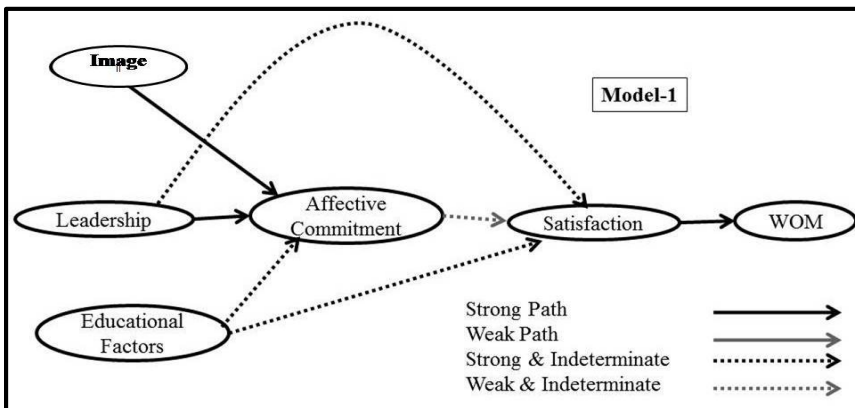 Image
Model-1
Leadership
Affective
Commitment
Satisfaction
WOM
Educational
Factors
Strong Path
Weak Path
Strong & Indeterminate
Weak & Indeterminate